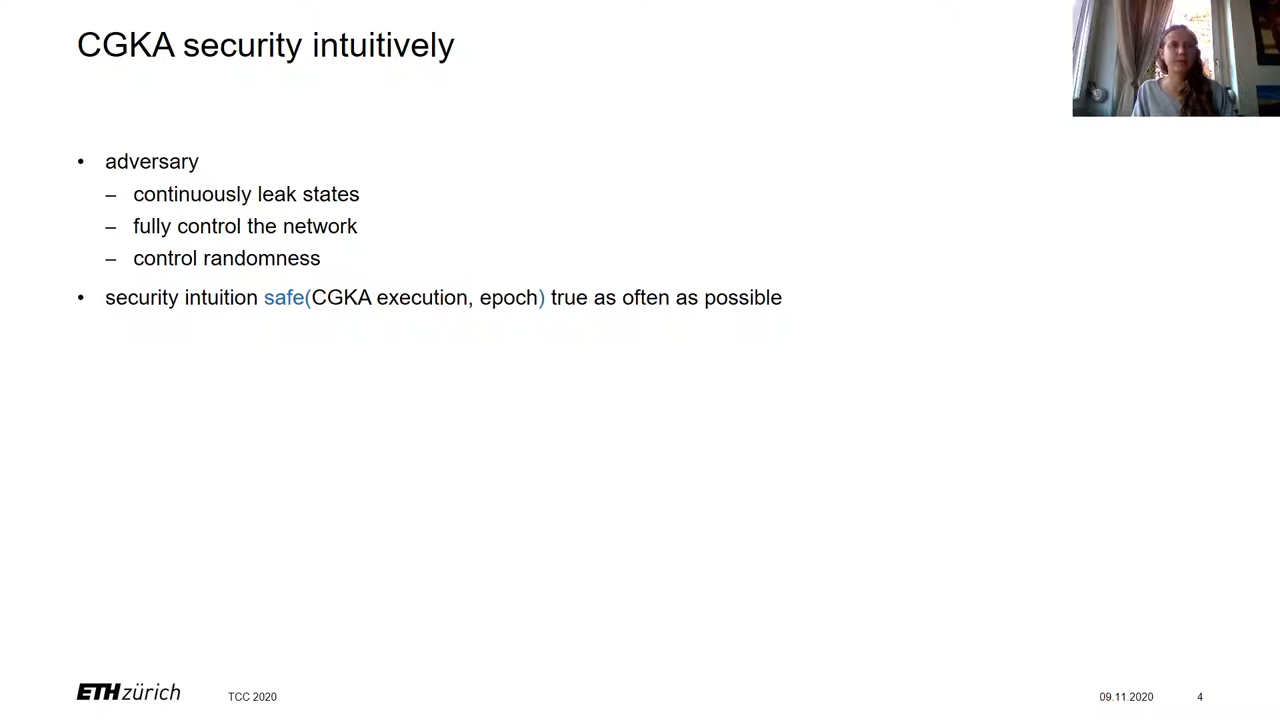 CGKA security intuitively
• adversary
– continuously leak states
– fully control the network
– control randomness
• security intuition safe(CGKA execution, epoch) true as often as possible
ETH zürich
TCC 2020
09.11.2020
4